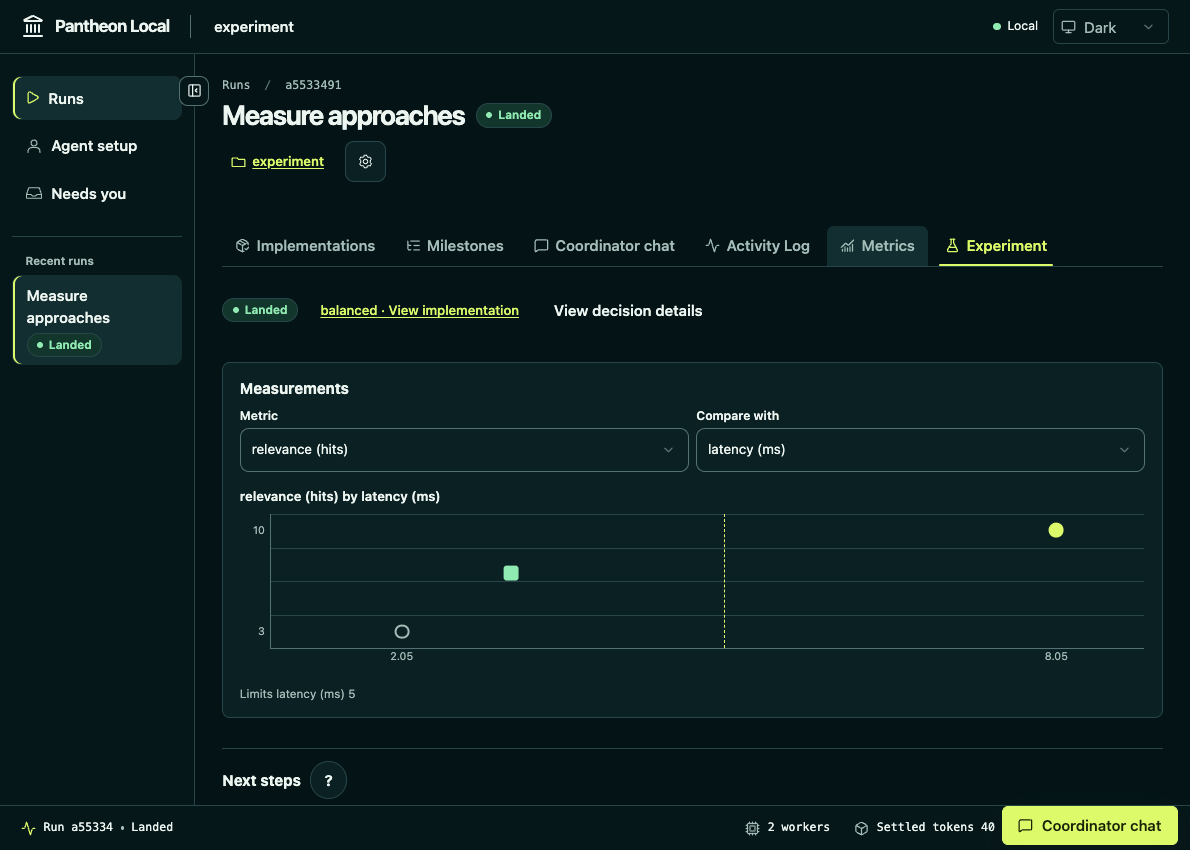 Pantheon Local
experiment
Local
Dark
Runs
Agent setup
Needs you
Recent runs
Measure approaches
Landed
Runs / a5533491
Measure approaches
Landed
experiment
Implementations
Milestones
Coordinator chat
Activity Log
Metrics
Experiment
Landed
balanced · View implementation
View decision details
Measurements
Metric
Compare with
relevance (hits)
latency (ms)
relevance (hits) by latency (ms)
10
3
2.05
8.05
Limits latency (ms) 5
Next steps
?
Run a55334 • Landed
2 workers
Settled tokens 40
Coordinator chat